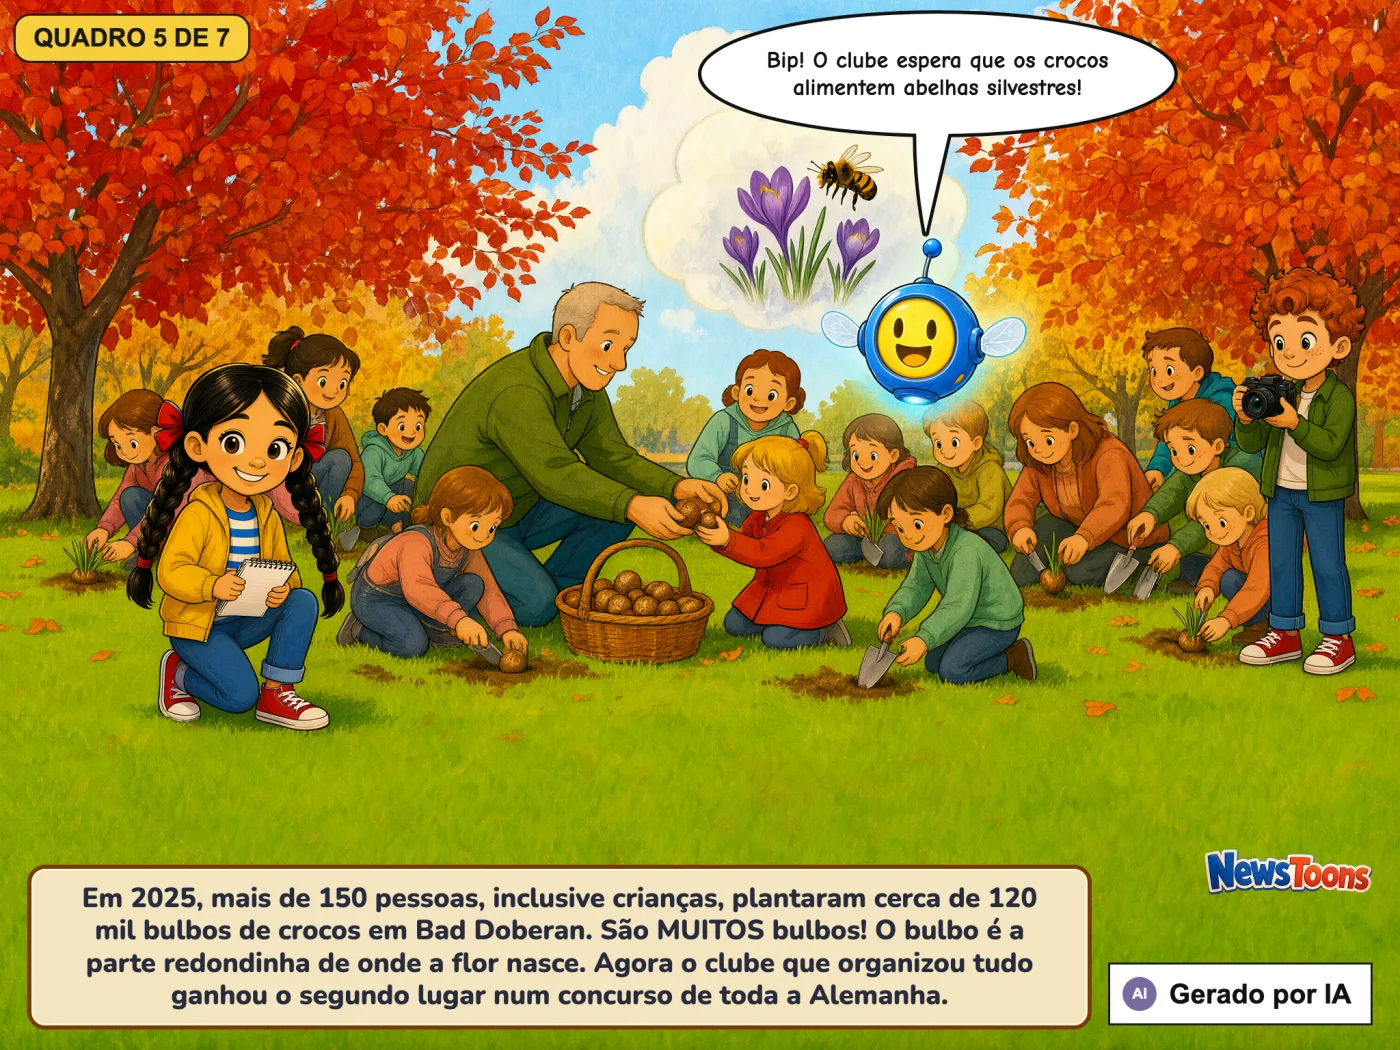 QUADRO 5 DE 7
Bip! O clube espera que os crocos
alimentem abelhas silvestres!
NewsToons
Em 2025, mais de 150 pessoas, inclusive crianças, plantaram cerca de 120
mil bulbos de crocos em Bad Doberan. São MUITOS bulbos! O bulbo é a
parte redondinha de onde a flor nasce. Agora o clube que organizou tudo
ganhou o segundo lugar num concurso de toda a Alemanha.
AI Gerado por IA